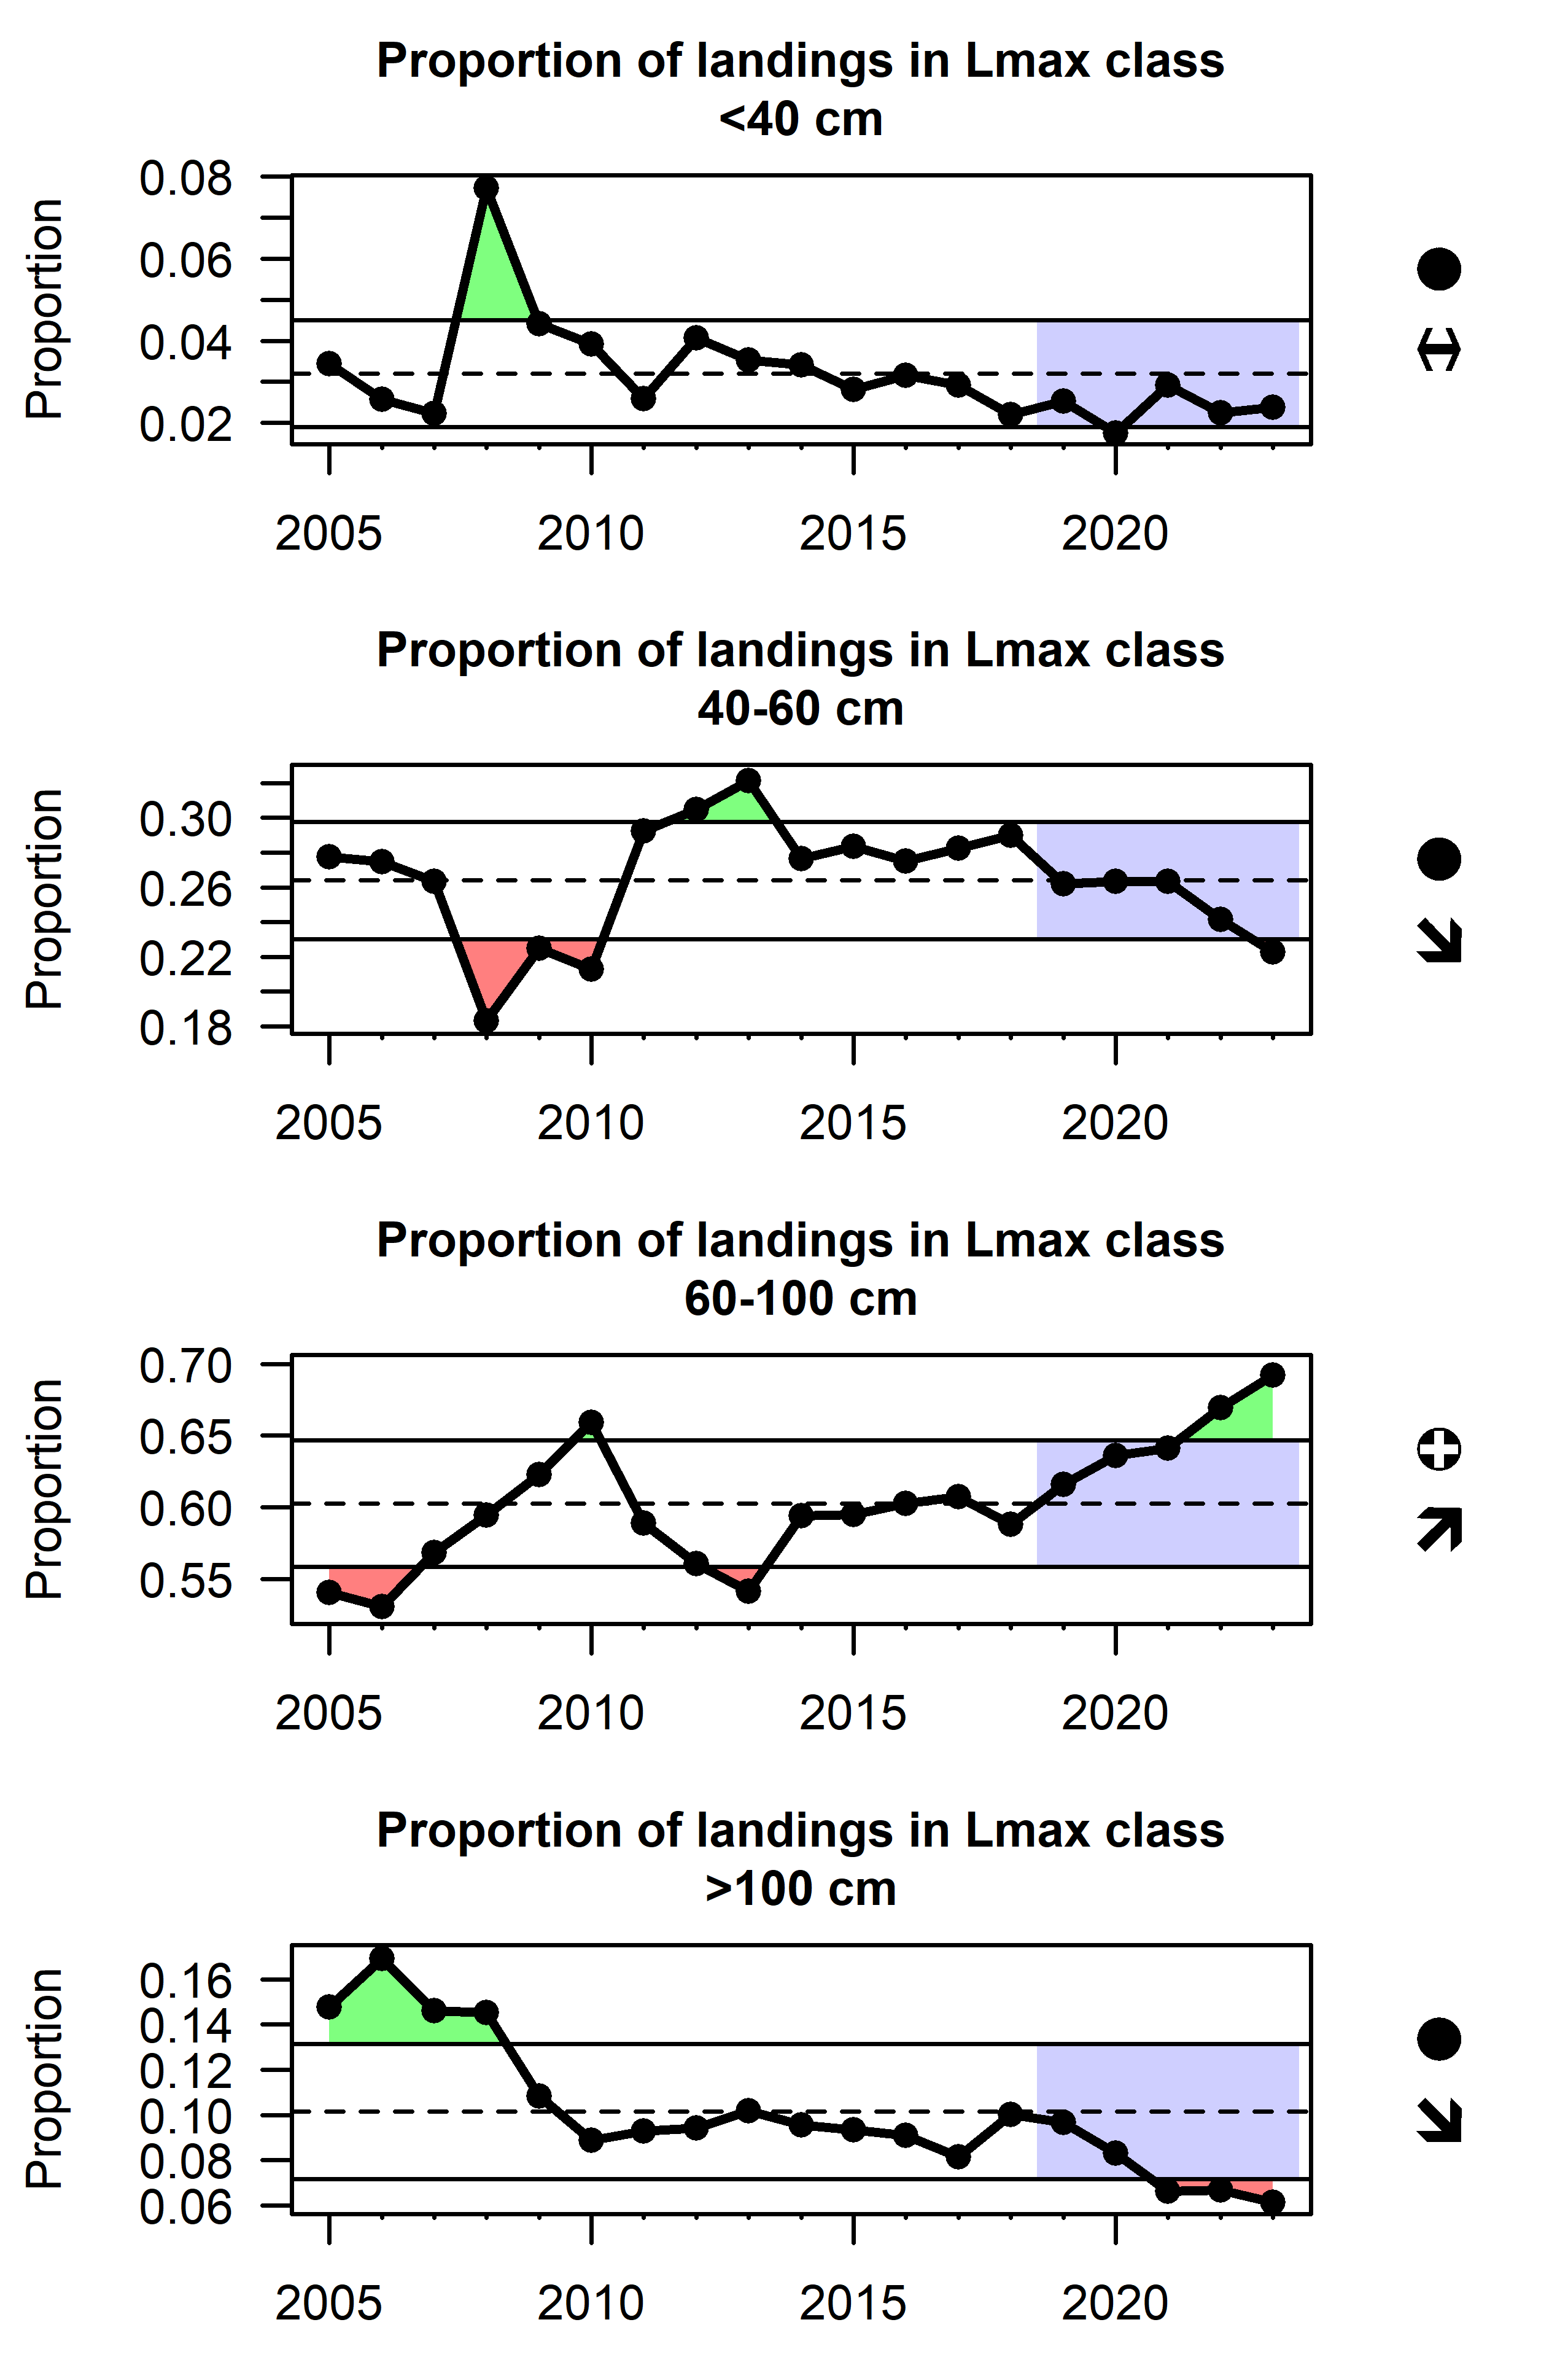 Proportion of landings in Lmax class
<40 cm
Proportion
0.08
0.06
0.04
0.02
2005 2010 2015 2020
Proportion of landings in Lmax class
40-60 cm
Proportion
0.30
0.26
0.22
0.18
2005 2010 2015 2020
Proportion of landings in Lmax class
60-100 cm
Proportion
0.70
0.65
0.60
0.55
2005 2010 2015 2020
Proportion of landings in Lmax class
>100 cm
Proportion
0.16
0.14
0.12
0.10
0.08
0.06
2005 2010 2015 2020